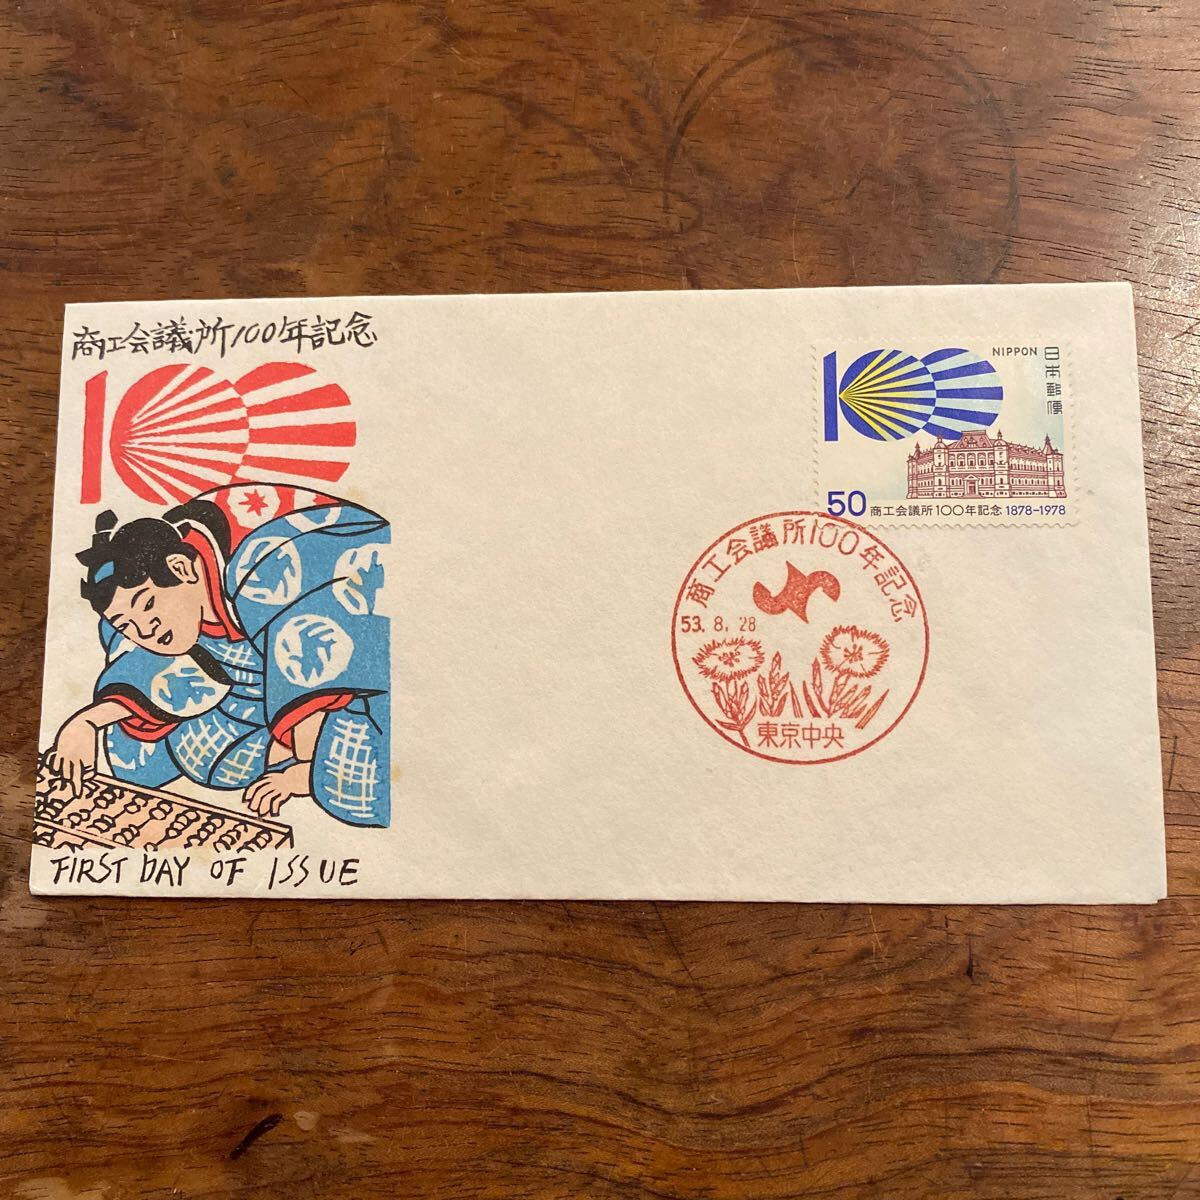 商工会議所100年記念
100
FIRST DAY OF ISSUE
100
NIPPON
日本郵便
50 商工会議所100年記念 1878-1978
商工会議所100年記念
53. 8. 28
東京中央